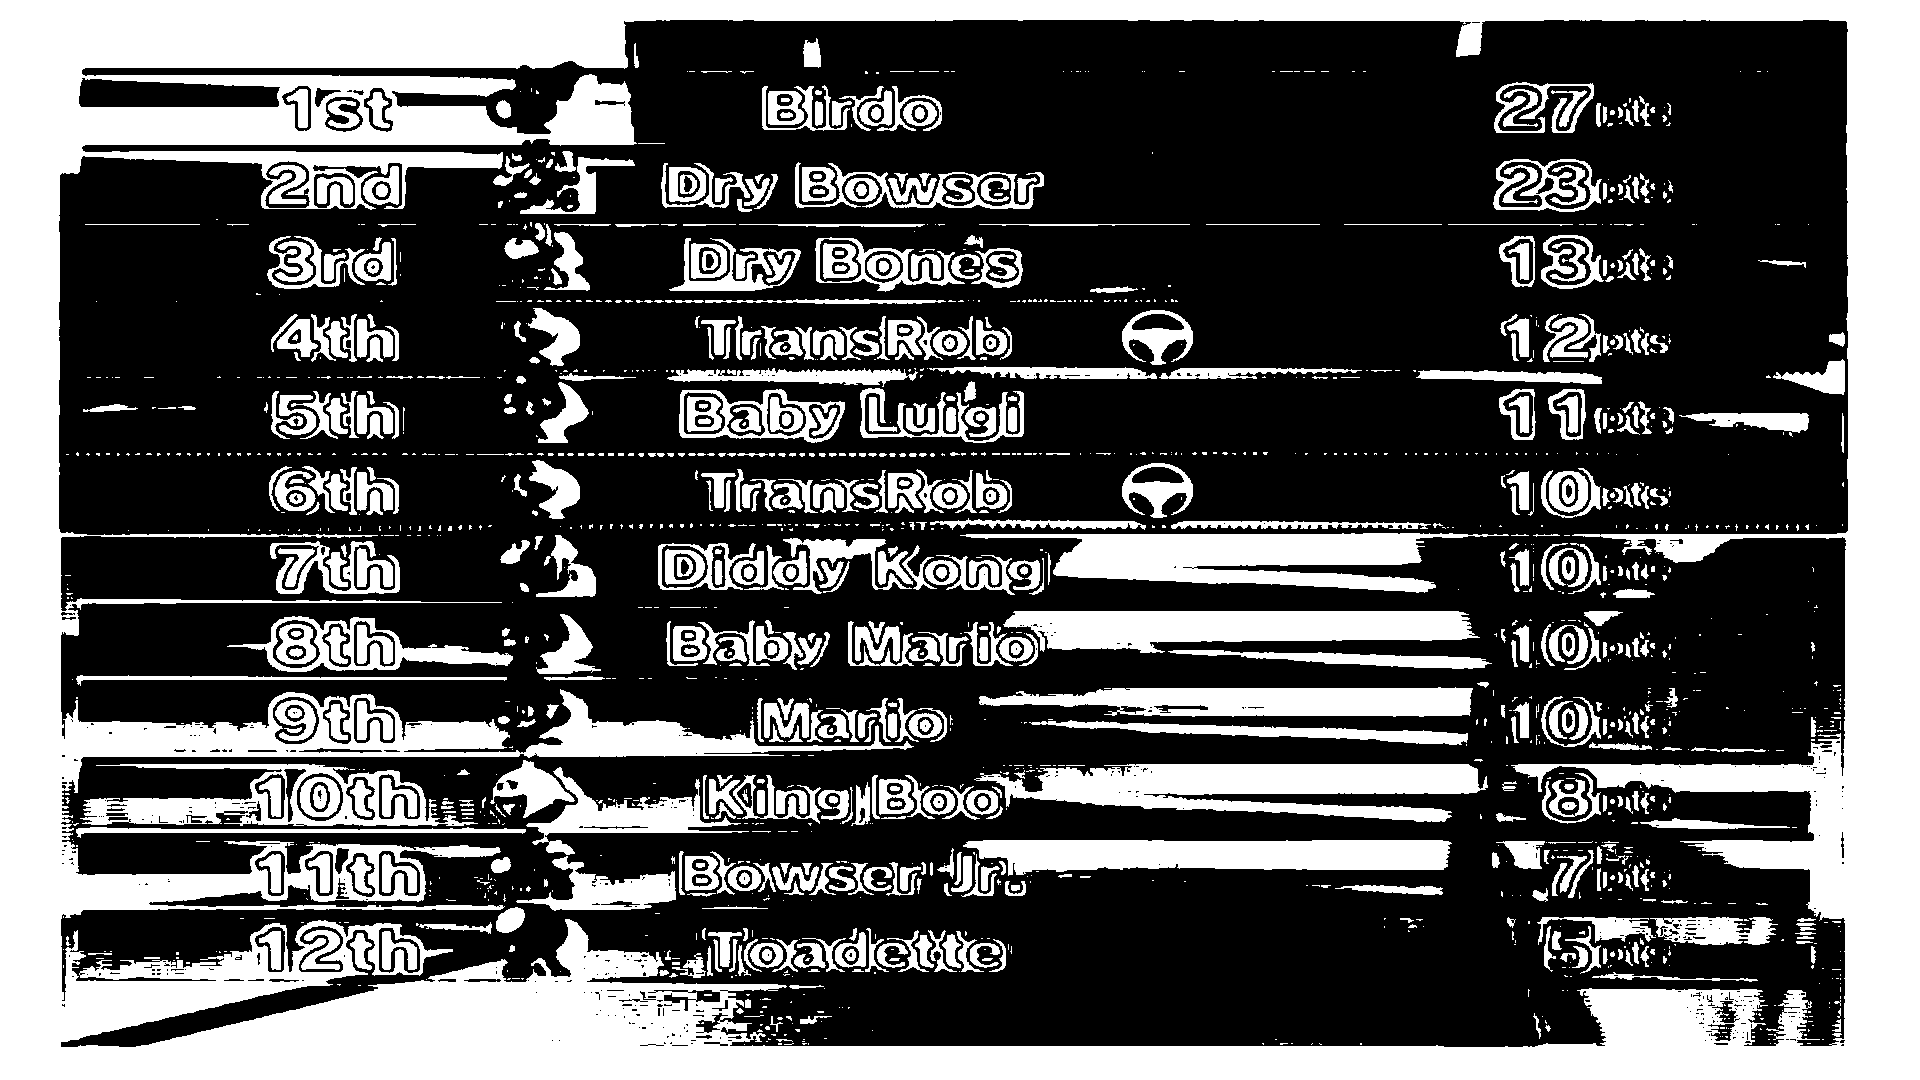 1st Birdo 27pts
2nd Dry Bowser 23pts
3rd Dry Bones 13pts
4th TransRob 12pts
5th Baby Luigi 11pts
6th TransRob 10pts
7th Diddy Kong 10pts
8th Baby Mario 10pts
9th Mario 10pts
10th King Boo 8pts
11th Bowser Jr. 7pts
12th Toadette 5pts